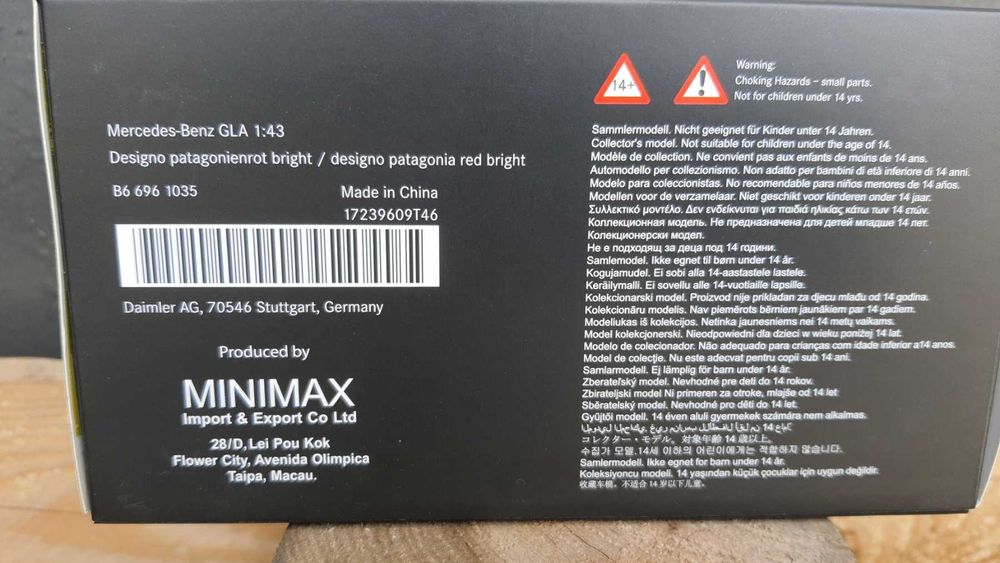 14+
Warning:
Choking Hazards – small parts.
Not for children under 14 yrs.
Mercedes-Benz GLA 1:43
Designo patagonienrot bright / designo patagonia red bright
B6 696 1035
Made in China
17239609T46
Daimler AG, 70546 Stuttgart, Germany
Produced by
MINIMAX
Import & Export Co Ltd
28/D, Lei Pou Kok
Flower City, Avenida Olimpica
Taipa, Macau.
Sammlermodell. Nicht geeignet für Kinder unter 14 Jahren.
Collector's model. Not suitable for children under the age of 14.
Modèle de collection. Ne convient pas aux enfants de moins de 14 ans.
Automodello per collezionismo. Non adatto per bambini di età inferiore di 14 anni.
Modelo para coleccionistas. No recomendable para niños menores de 14 años.
Modellen voor de verzamelaar. Niet geschikt voor kinderen onder 14 jaar.
Συλλεκτικό μοντέλο. Δεν ενδείκνυται για παιδιά ηλικίας κάτω των 14 ετών.
Коллекционная модель. Не предназначена для детей младше 14 лет.
Колекционерски модел.
Не е подходящ за деца под 14 години.
Samlemodel. Ikke egnet til børn under 14 år.
Kogujamudel. Ei sobi alla 14-aastastele lastele.
Keräilymalli. Ei sovellu alle 14-vuotiaille lapsille.
Kolekcionarski model. Proizvod nije prikladan za djecu mlađu od 14 godina.
Kolekcionāru modelis. Nav piemērots bērniem jaunākiem par 14 gadiem.
Modeliukas iš kolekcijos. Netinka jaunesniems nei 14 metų vaikams.
Model kolekcjonerski. Nieodpowiedni dla dzieci w wieku poniżej 14 lat.
Modelo de colecionador. Não adequado para crianças com idade inferior a14 anos.
Model de colecţie. Nu este adecvat pentru copii sub 14 ani.
Samlarmodell. Ej lämplig för barn under 14 år.
Zberateľský model. Nevhodné pre deti do 14 rokov.
Zbirateljski model Ni primeren za otroke, mlajše od 14 let
Sběratelský model. Nevhodné pro děti do 14 let.
Gyűjtői modell. 14 éven aluli gyermekek számára nem alkalmas.
コレクター・モデル。対象年齢 14 歳以上。
수집가 모델. 14세 이하의 어린이에게는 적합하지 않습니다.
Samlermodell. Ikke egnet for barn under 14 år.
Koleksiyoncu modeli. 14 yaşından küçük çocuklar için uygun değildir.
收藏车模。不适合 14 岁以下儿童。